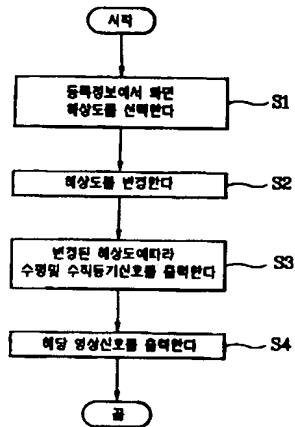 시작
등록정보에서 화면
해상도를 선택한다
S1
해상도를 변경한다
S2
변경된 해상도에따라
수평및 수직동기신호를 출력한다
S3
해당 영상신호를 출력한다
S4
끝